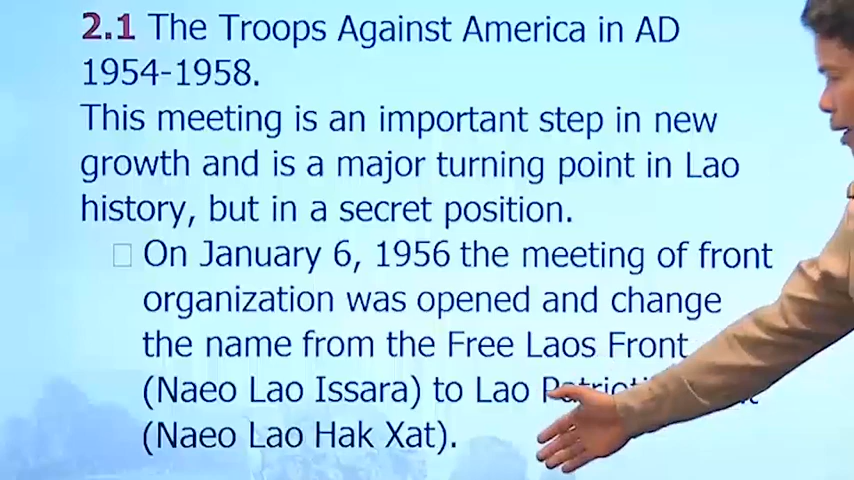 2.1 The Troops Against America in AD
1954-1958.
This meeting is an important step in new
growth and is a major turning point in Lao
history, but in a secret position.
On January 6, 1956 the meeting of front
organization was opened and change
the name from the Free Laos Front
(Naeo Lao Issara) to Lao
(Naeo Lao Hak Xat).